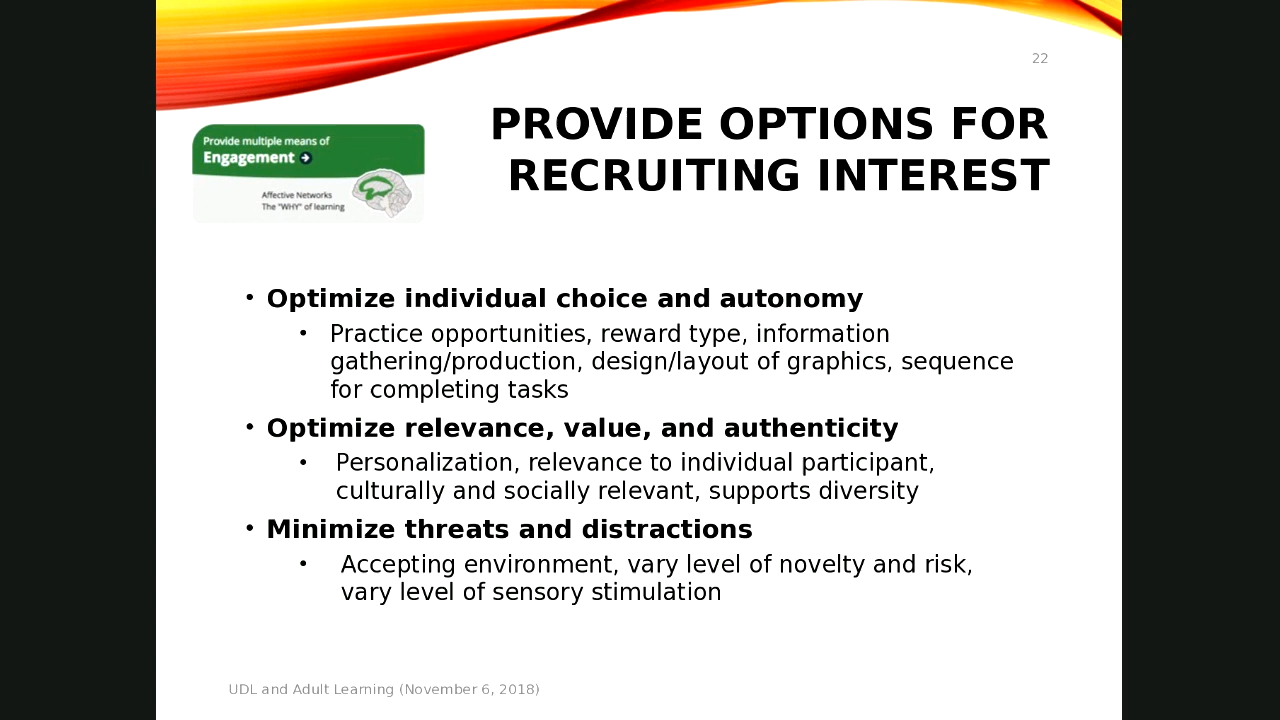 22
PROVIDE OPTIONS FOR
RECRUITING INTEREST
Provide multiple means of
Engagement
Affective Networks
The "WHY" of learning
• Optimize individual choice and autonomy
• Practice opportunities, reward type, information
gathering/production, design/layout of graphics, sequence
for completing tasks
• Optimize relevance, value, and authenticity
• Personalization, relevance to individual participant,
culturally and socially relevant, supports diversity
• Minimize threats and distractions
• Accepting environment, vary level of novelty and risk,
vary level of sensory stimulation
UDL and Adult Learning (November 6, 2018)